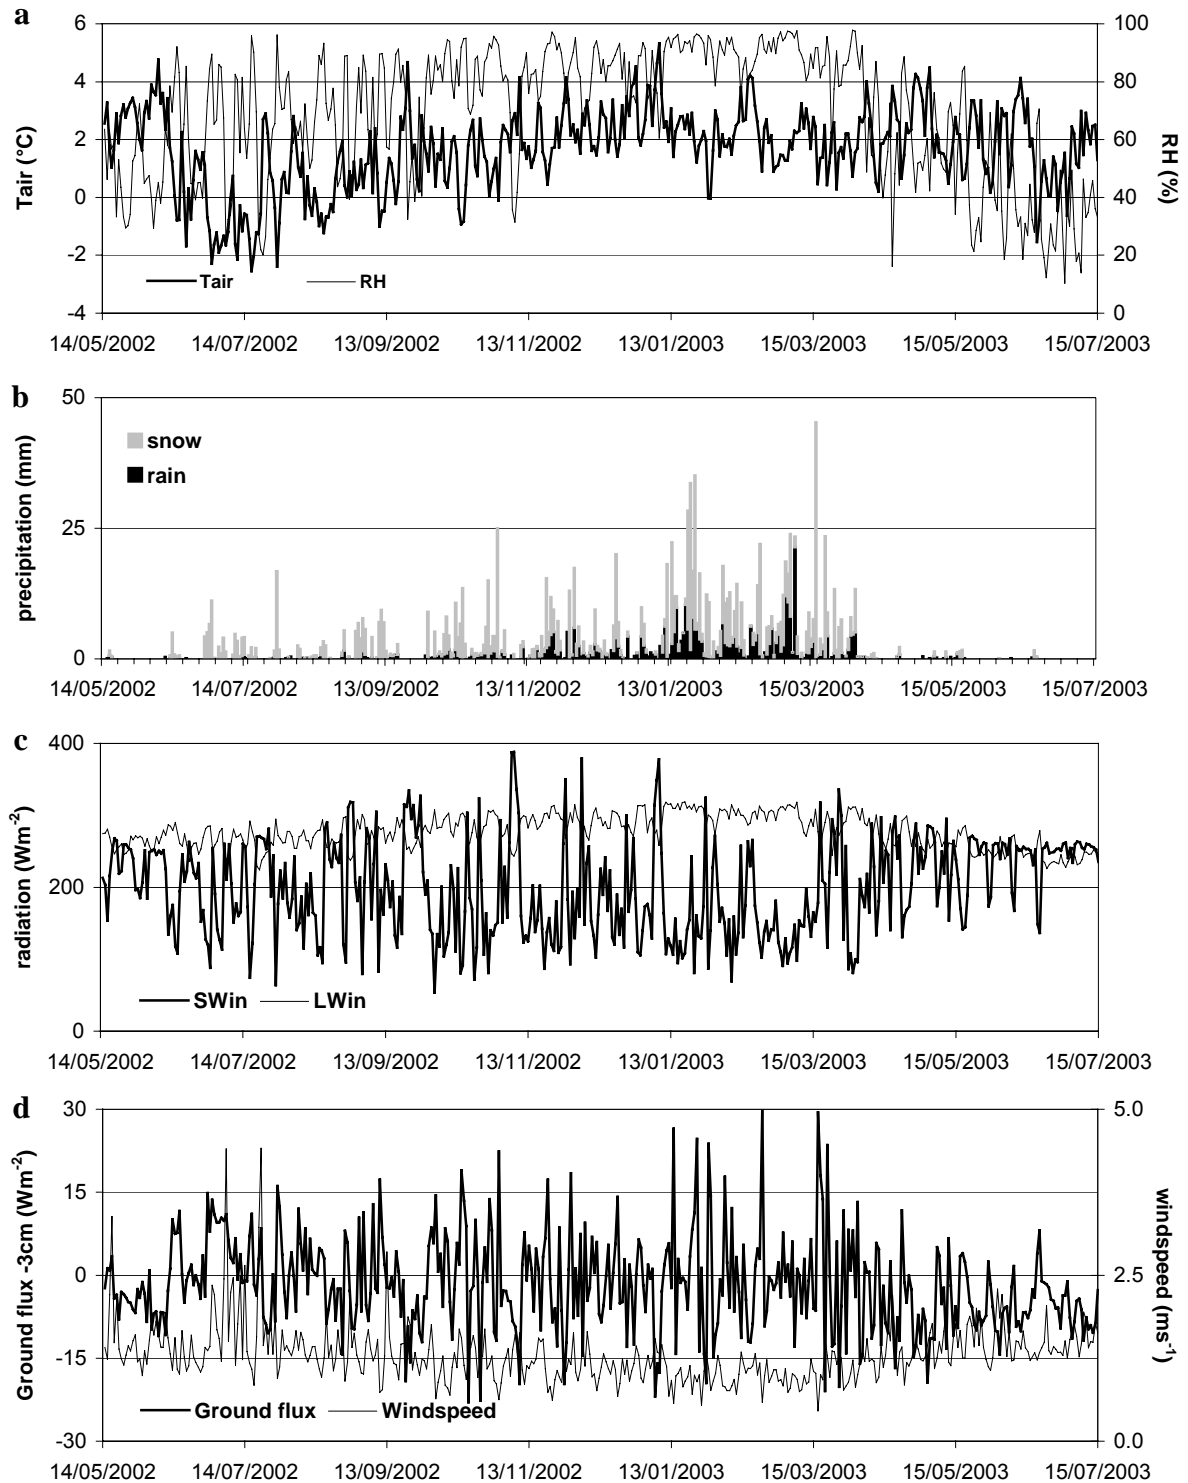 a
6
4
2
0
-2
-4
Tair (°C)
100
80
60
40
20
0
RH (%)
Tair
RH
14/05/2002 14/07/2002 13/09/2002 13/11/2002 13/01/2003 15/03/2003 15/05/2003 15/07/2003
b
50
25
0
precipitation (mm)
snow
rain
14/05/2002 14/07/2002 13/09/2002 13/11/2002 13/01/2003 15/03/2003 15/05/2003 15/07/2003
c
400
200
0
radiation (Wm-2)
SWin LWin
14/05/2002 14/07/2002 13/09/2002 13/11/2002 13/01/2003 15/03/2003 15/05/2003 15/07/2003
d
30
15
0
-15
-30
Ground flux -3cm (Wm-2)
5.0
2.5
0.0
windspeed (ms-1)
Ground flux Windspeed
14/05/2002 14/07/2002 13/09/2002 13/11/2002 13/01/2003 15/03/2003 15/05/2003 15/07/2003